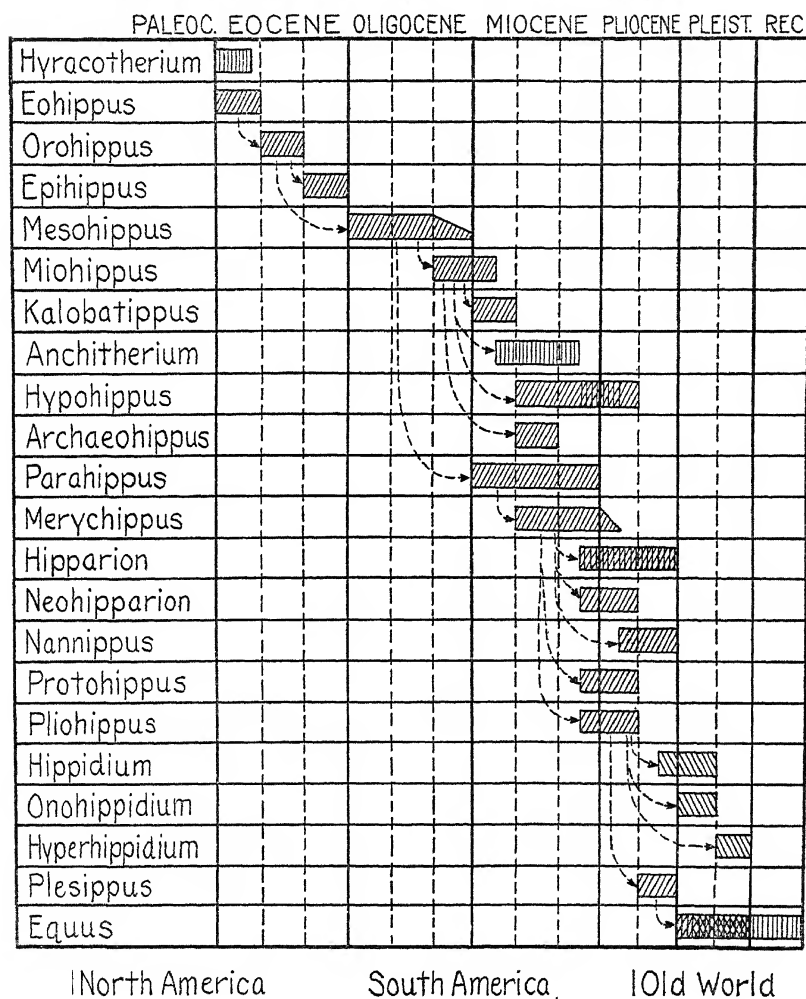 PALEOC. EOCENE OLIGOCENE MIOCENE PLIOCENE PLEIST. REC.
Hyracotherium
Eohippus
Orohippus
Epihippus
Mesohippus
Miohippus
Kalobatippus
Anchitherium
Hypohippus
Archaeohippus
Parahippus
Merychippus
Hipparion
Neohipparion
Nannippus
Protohippus
Pliohippus
Hippidium
Onohippidium
Hyperhippidium
Plesippus
Equus
North America South America Old World